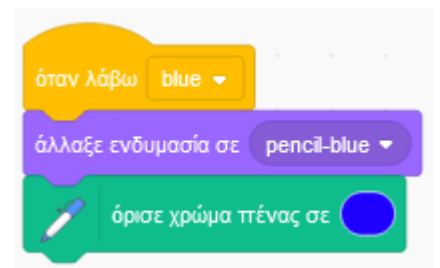 όταν λάβω blue
άλλαξε ενδυμασία σε pencil-blue
όρισε χρώμα πένας σε